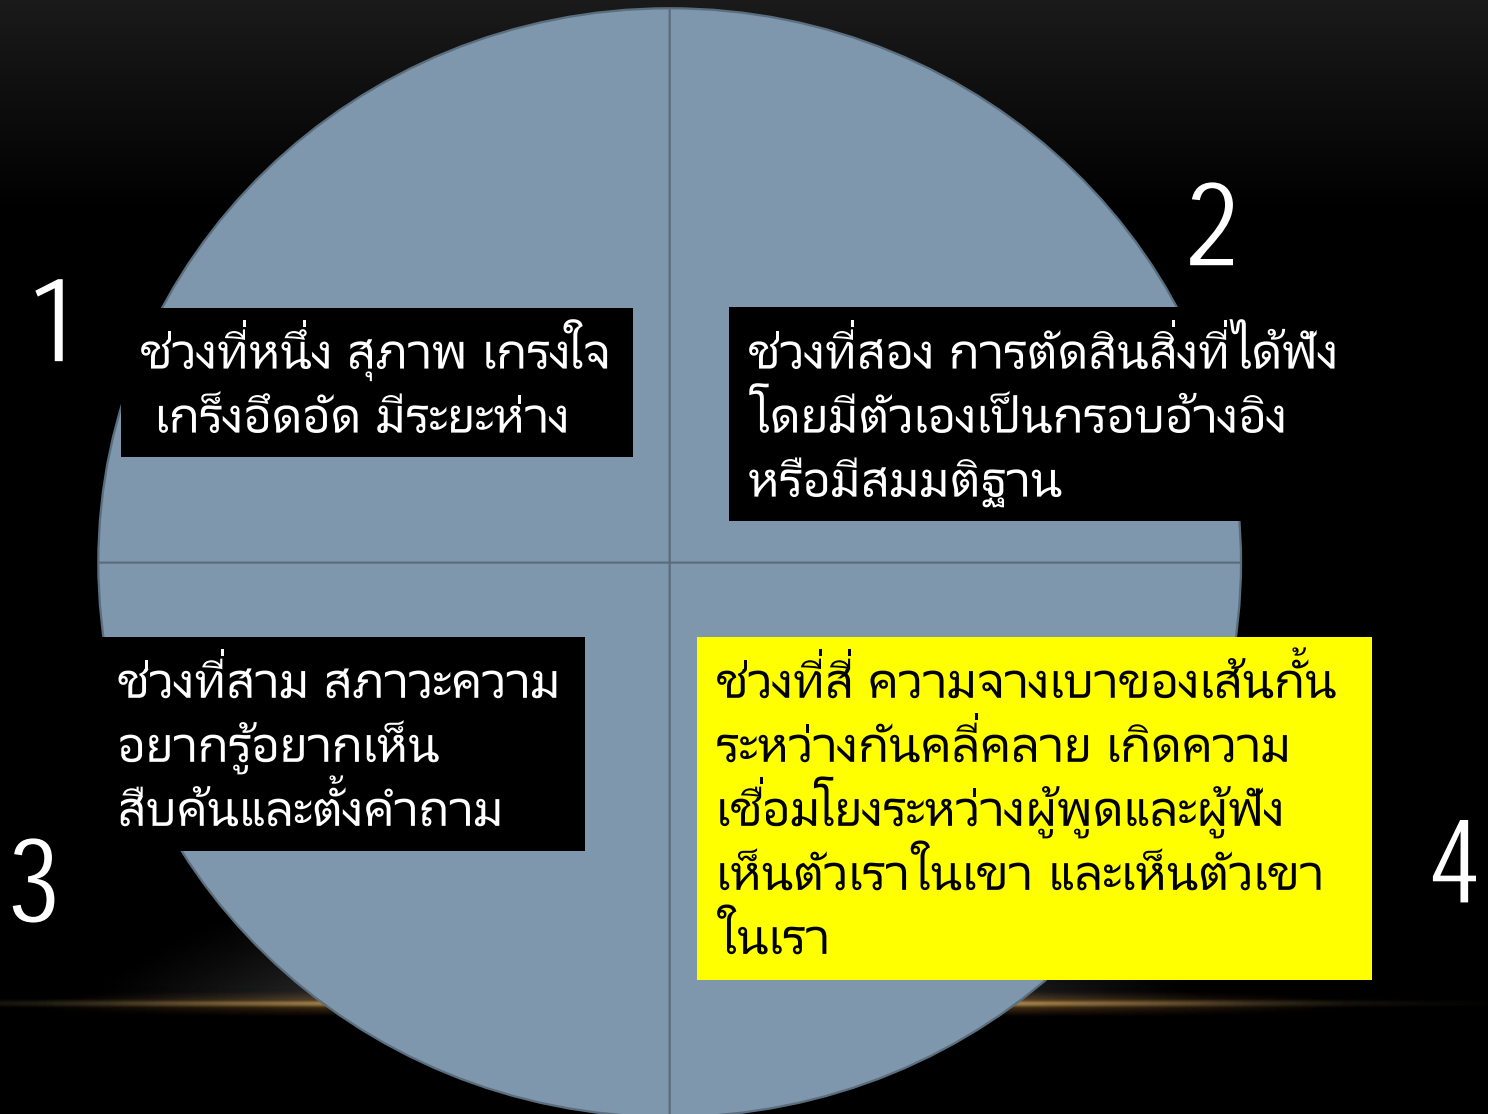 1
ช่วงที่หนึ่ง สุภาพ เกรงใจ
เกร็งอึดอัด มีระยะห่าง
2
ช่วงที่สอง การตัดสินสิ่งที่ได้ฟัง
โดยมีตัวเองเป็นกรอบอ้างอิง
หรือมีสมมติฐาน
3
ช่วงที่สาม สภาวะความ
อยากรู้อยากเห็น
สืบค้นและตั้งคำถาม
4
ช่วงที่สี่ ความจางเบาของเส้นกั้น
ระหว่างกันคลี่คลาย เกิดความ
เชื่อมโยงระหว่างผู้พูดและผู้ฟัง
เห็นตัวเราในเขา และเห็นตัวเขา
ในเรา